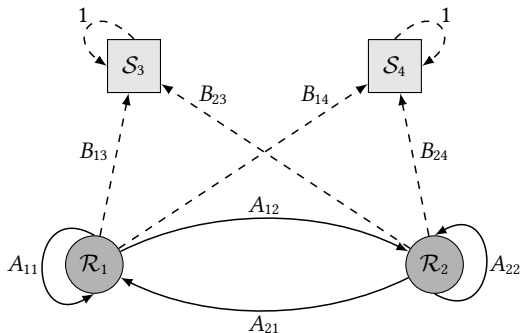 1 1
𝒮₃ 𝒮₄
B₂₃ B₁₄
B₁₃ B₂₄
A₁₂
A₁₁ ℛ₁ ℛ₂ A₂₂
A₂₁